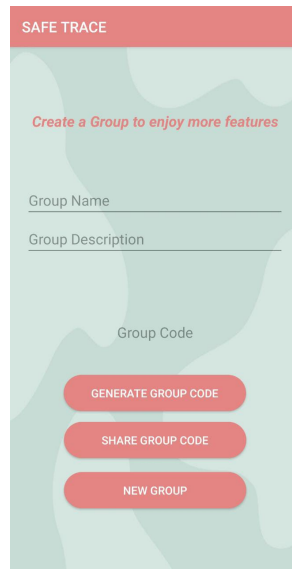 SAFE TRACE
Create a Group to enjoy more features
Group Name
Group Description
Group Code
GENERATE GROUP CODE
SHARE GROUP CODE
NEW GROUP